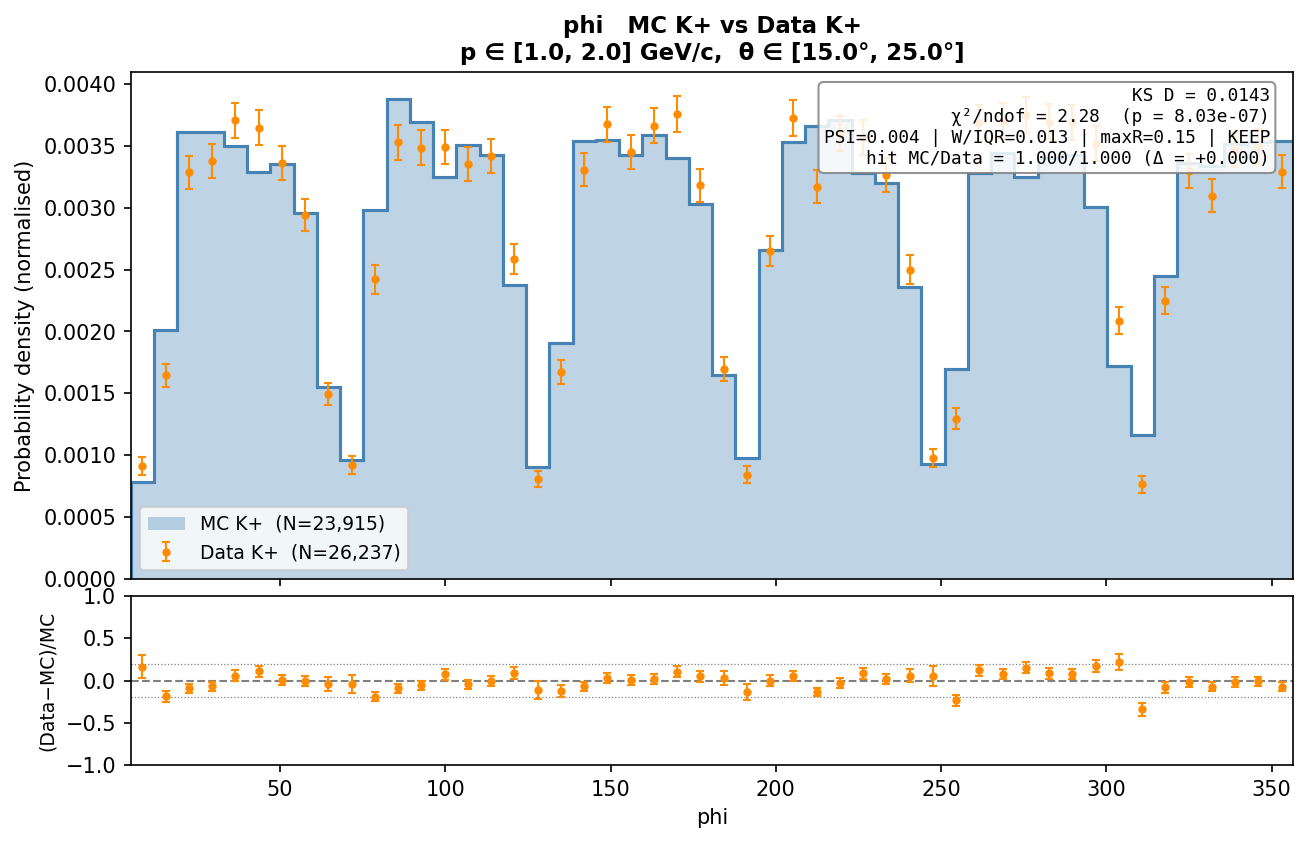 phi   MC K+ vs Data K+
p ∈ [1.0, 2.0] GeV/c,  θ ∈ [15.0°, 25.0°]
KS D = 0.0143
χ²/ndof = 2.28  (p = 8.03e-07)
PSI=0.004 | W/IQR=0.013 | maxR=0.15 | KEEP
hit MC/Data = 1.000/1.000 (Δ = +0.000)
Probability density (normalised)
0.0040
0.0035
0.0030
0.0025
0.0020
0.0015
0.0010
0.0005
0.0000
MC K+  (N=23,915)
Data K+  (N=26,237)
(Data−MC)/MC
1.0
0.5
0.0
−0.5
−1.0
50 100 150 200 250 300 350
phi